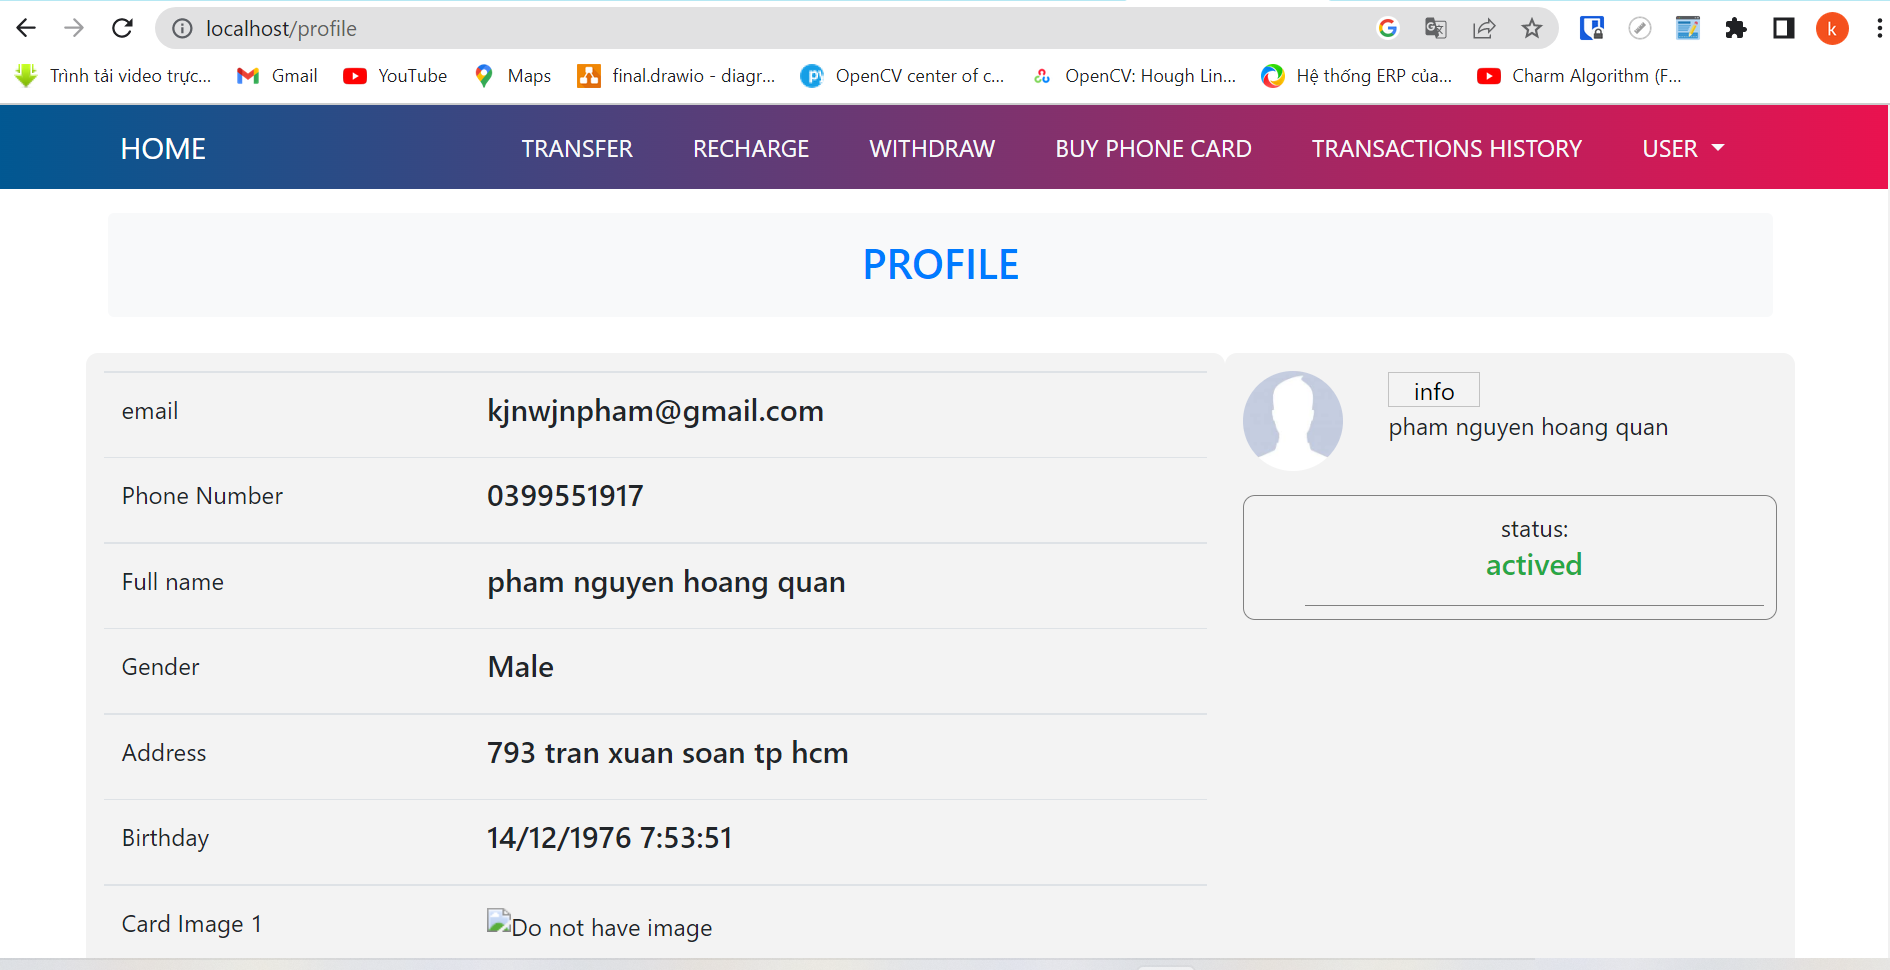 localhost/profile
k
Trình tải video trực...
Gmail
YouTube
Maps
final.drawio - diagr...
OpenCV center of c...
OpenCV: Hough Lin...
Hệ thống ERP của...
Charm Algorithm (F...
HOME
TRANSFER
RECHARGE
WITHDRAW
BUY PHONE CARD
TRANSACTIONS HISTORY
USER
PROFILE
email
kjnwjnpham@gmail.com
Phone Number
0399551917
Full name
pham nguyen hoang quan
Gender
Male
Address
793 tran xuan soan tp hcm
Birthday
14/12/1976 7:53:51
Card Image 1
Do not have image
info
pham nguyen hoang quan
status:
actived